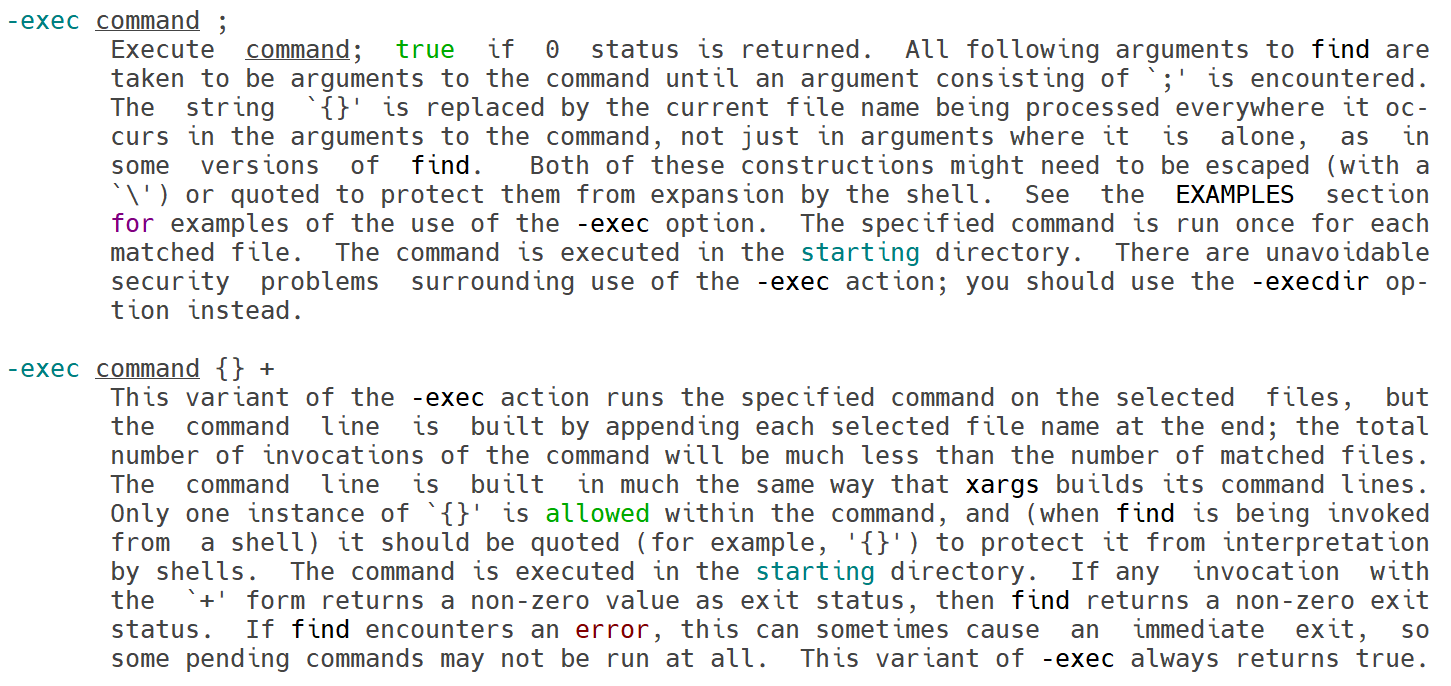 -exec command ;
Execute command; true if 0 status is returned. All following arguments to find are
taken to be arguments to the command until an argument consisting of `;' is encountered.
The string `{}' is replaced by the current file name being processed everywhere it oc-
curs in the arguments to the command, not just in arguments where it is alone, as in
some versions of find. Both of these constructions might need to be escaped (with a
`\') or quoted to protect them from expansion by the shell. See the EXAMPLES section
for examples of the use of the -exec option. The specified command is run once for each
matched file. The command is executed in the starting directory. There are unavoidable
security problems surrounding use of the -exec action; you should use the -execdir op-
tion instead.

-exec command {} +
This variant of the -exec action runs the specified command on the selected files, but
the command line is built by appending each selected file name at the end; the total
number of invocations of the command will be much less than the number of matched files.
The command line is built in much the same way that xargs builds its command lines.
Only one instance of `{}' is allowed within the command, and (when find is being invoked
from a shell) it should be quoted (for example, '{}') to protect it from interpretation
by shells. The command is executed in the starting directory. If any invocation with
the `+' form returns a non-zero value as exit status, then find returns a non-zero exit
status. If find encounters an error, this can sometimes cause an immediate exit, so
some pending commands may not be run at all. This variant of -exec always returns true.